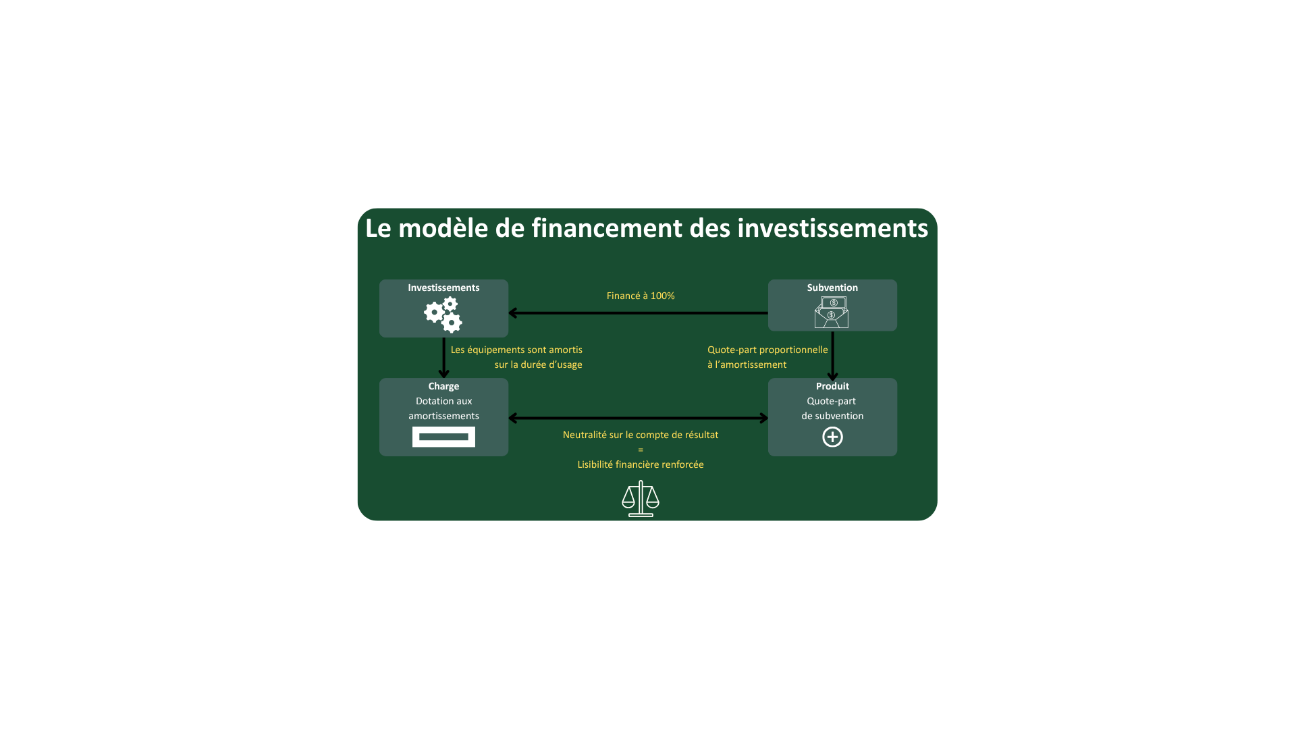 Le modèle de financement des investissements
Investissements
Financé à 100%
Subvention
$
$
Les équipements sont amortis
sur la durée d’usage
Quote-part proportionnelle
à l’amortissement
Charge
Dotation aux
amortissements
Produit
Quote-part
de subvention
Neutralité sur le compte de résultat
=
Lisibilité financière renforcée